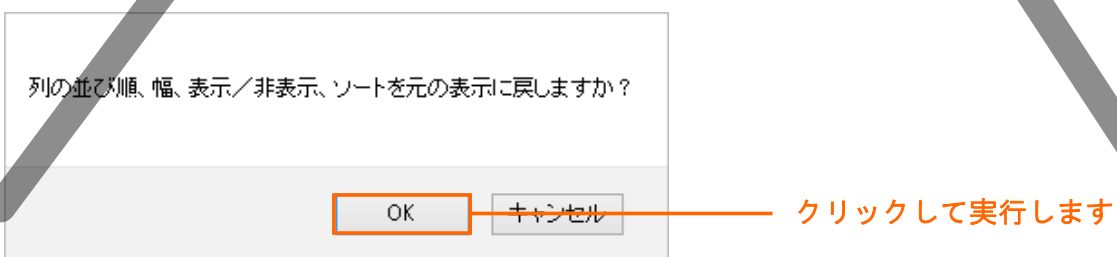 列の並び順、幅、表示／非表示、ソートを元の表示に戻しますか？
OK
キャンセル
クリックして実行します